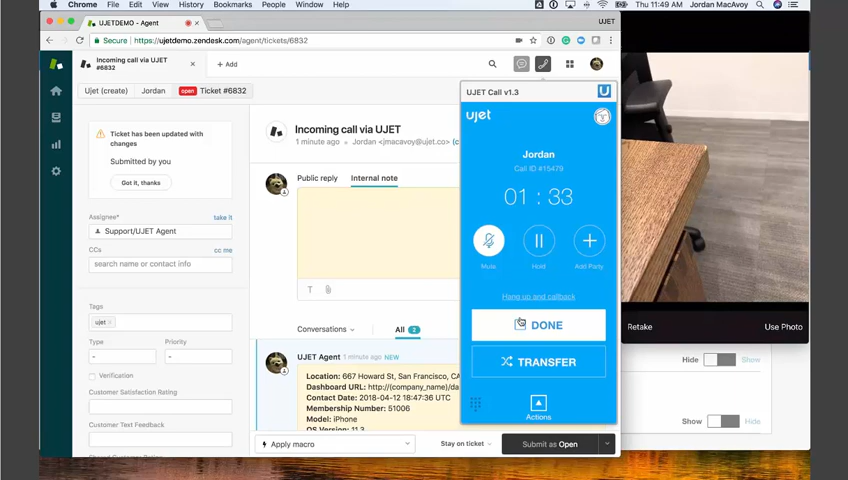 Chrome File Edit View History Bookmarks People Window Help
Thu 11:49 AM Jordan MacAvoy
UJETDEMO - Agent
UJET
Secure https://ujetdemo.zendesk.com/agent/tickets/6832
Incoming call via UJET
#6832
+ Add
Ujet (create) Jordan open Ticket #6832
Ticket has been updated with
changes
Submitted by you
Got it, thanks
Assignee* take it
Support/UJET Agent
CCs cc me
search name or contact info
Tags
ujet
Type Priority
- -
Verification
Customer Satisfaction Rating
Customer Text Feedback
Incoming call via UJET
1 minute ago • Jordan <jmacavoy@ujet.co>
Public reply Internal note
T
Conversations All 2
UJET Agent 1 minute ago NEW
Location: 667 Howard St, San Francisco, CA
Dashboard URL: http://{company_name}/da
Contact Date: 2018-04-12 18:47:36 UTC
Membership Number: 51006
Model: iPhone
OS Version: 11.3
Apply macro
Stay on ticket
Submit as Open
UJET Call v1.3
U
ujet
Jordan
Call ID #15479
01 : 33
Mute Hold Add Party
Hang up and callback
DONE
TRANSFER
Actions
Retake Use Photo
Hide Show
Show Hide